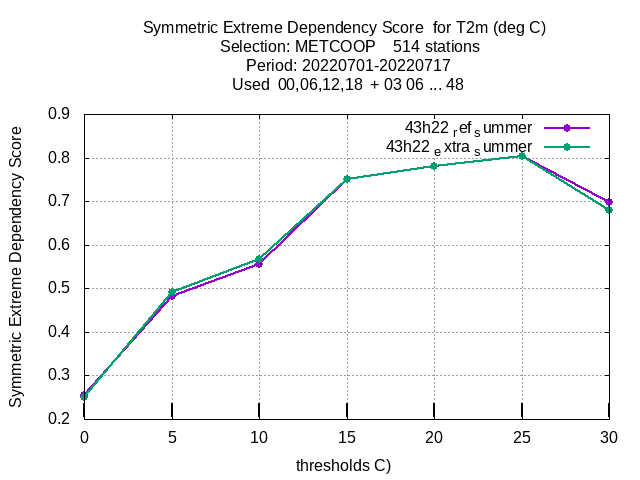 Symmetric Extreme Dependency Score  for T2m (deg C)
Selection: METCOOP    514 stations
Period: 20220701-20220717
Used  00,06,12,18  + 03 06 ... 48
43h22 ref summer
43h22 extra summer
Symmetric Extreme Dependency Score
0.9
0.8
0.7
0.6
0.5
0.4
0.3
0.2
0 5 10 15 20 25 30
thresholds C)